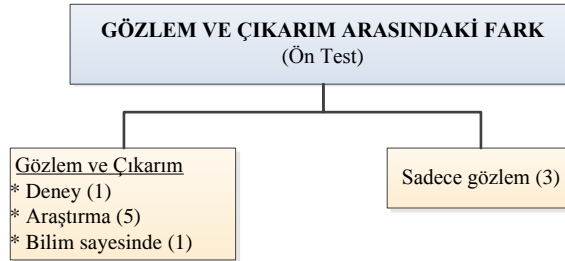 GÖZLEM VE ÇIKARIM ARASINDAKİ FARK
(Ön Test)
Gözlem ve Çıkarım
* Deney (1)
* Araştırma (5)
* Bilim sayesinde (1)
Sadece gözlem (3)